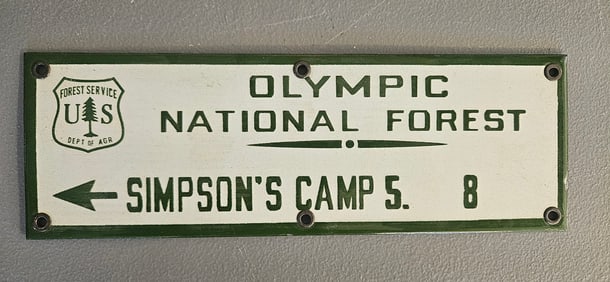 FOREST SERVICE
U S
DEPT OF AGR
OLYMPIC
NATIONAL FOREST
SIMPSON'S CAMP 5. 8